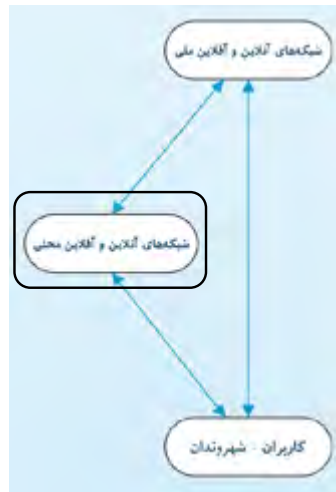 شبکه‌های آنلاین و آفلاین ملی
شبکه‌های آنلاین و آفلاین محلی
کاربران - شهروندان